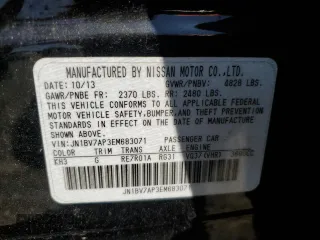 MANUFACTURED BY NISSAN MOTOR CO.,LTD.
DATE: 10/13 GVWR/PNBV: 4828 LBS.
GAWR/PNBE FR: 2370 LBS. RR: 2480 LBS.
THIS VEHICLE CONFORMS TO ALL APPLICABLE FEDERAL
MOTOR VEHICLE SAFETY,BUMPER,AND THEFT PREVENTION
STANDARDS IN EFFECT ON THE DATE OF MANUFACTURE
SHOWN ABOVE.
VIN:JN1BV7AP3EM683071 PASSENGER CAR
COLOR TRIM TRANS AXLE ENGINE
KH3 G RE7R01A RG31 VQ37(VHR)
JN1BV7AP3EM683071